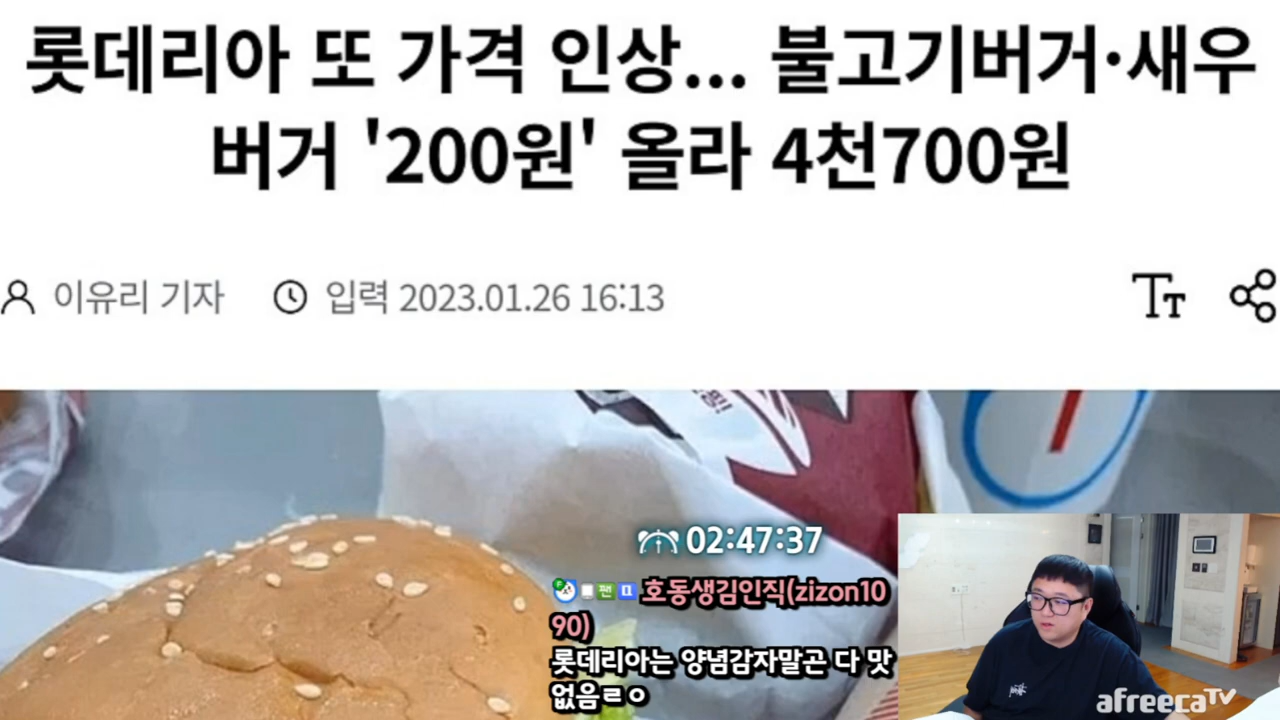 롯데리아 또 가격 인상... 불고기버거·새우
버거 '200원' 올라 4천700원
이유리 기자 입력 2023.01.26 16:13
02:47:37
팬 호동생김인직(zizon10
90)
롯데리아는 양념감자말곤 다 맛
없음ㄹㅇ
afreecaTV